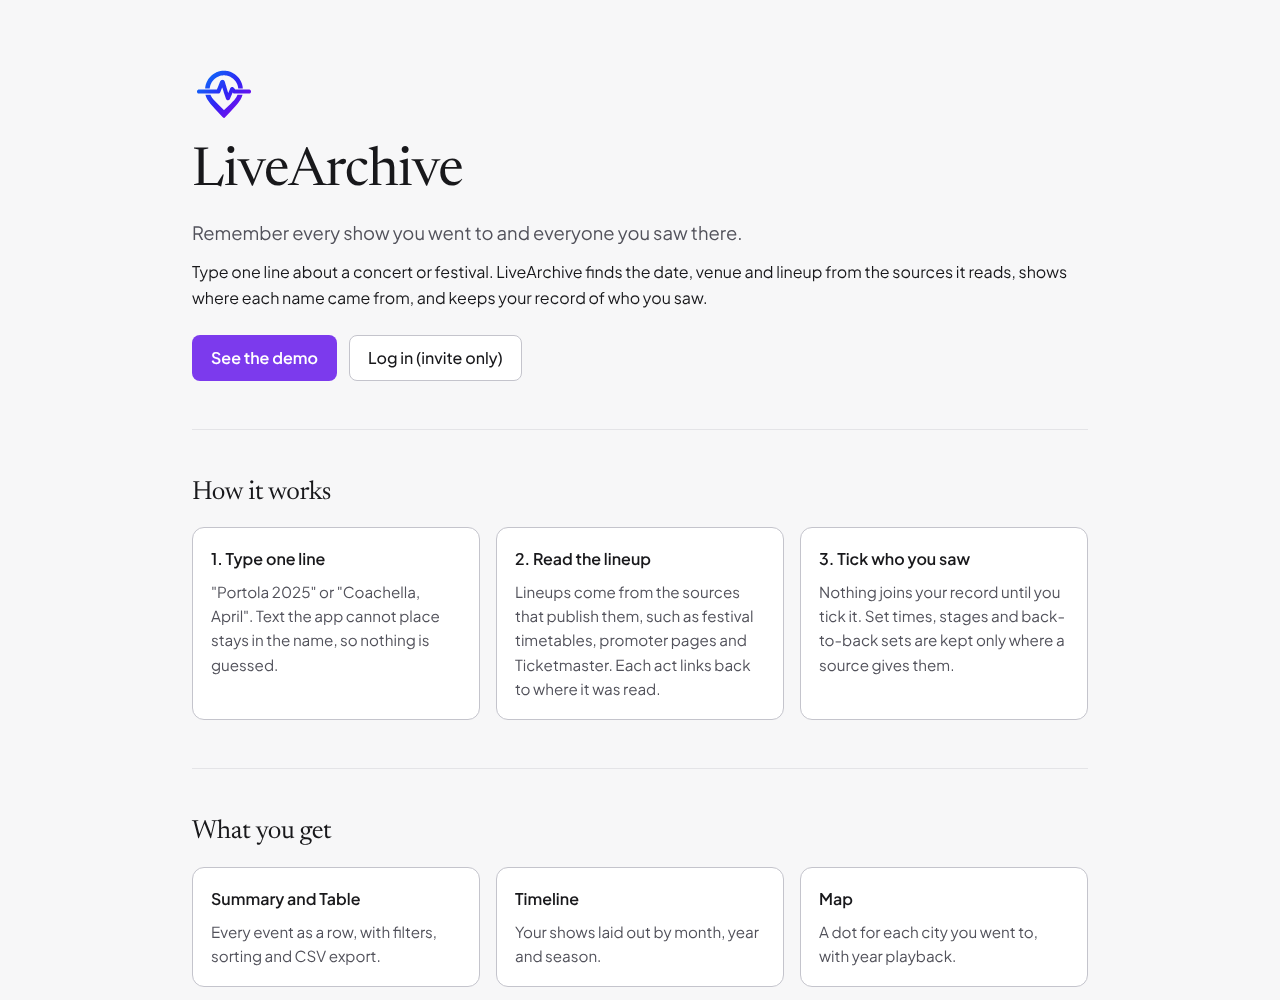 LiveArchive
Remember every show you went to and everyone you saw there.
Type one line about a concert or festival. LiveArchive finds the date, venue and lineup from the sources it reads, shows
where each name came from, and keeps your record of who you saw.
See the demo
Log in (invite only)
How it works
1. Type one line
"Portola 2025" or "Coachella,
April". Text the app cannot place
stays in the name, so nothing is
guessed.
2. Read the lineup
Lineups come from the sources
that publish them, such as festival
timetables, promoter pages and
Ticketmaster. Each act links back
to where it was read.
3. Tick who you saw
Nothing joins your record until you
tick it. Set times, stages and back-
to-back sets are kept only where a
source gives them.
What you get
Summary and Table
Every event as a row, with filters,
sorting and CSV export.
Timeline
Your shows laid out by month, year
and season.
Map
A dot for each city you went to,
with year playback.